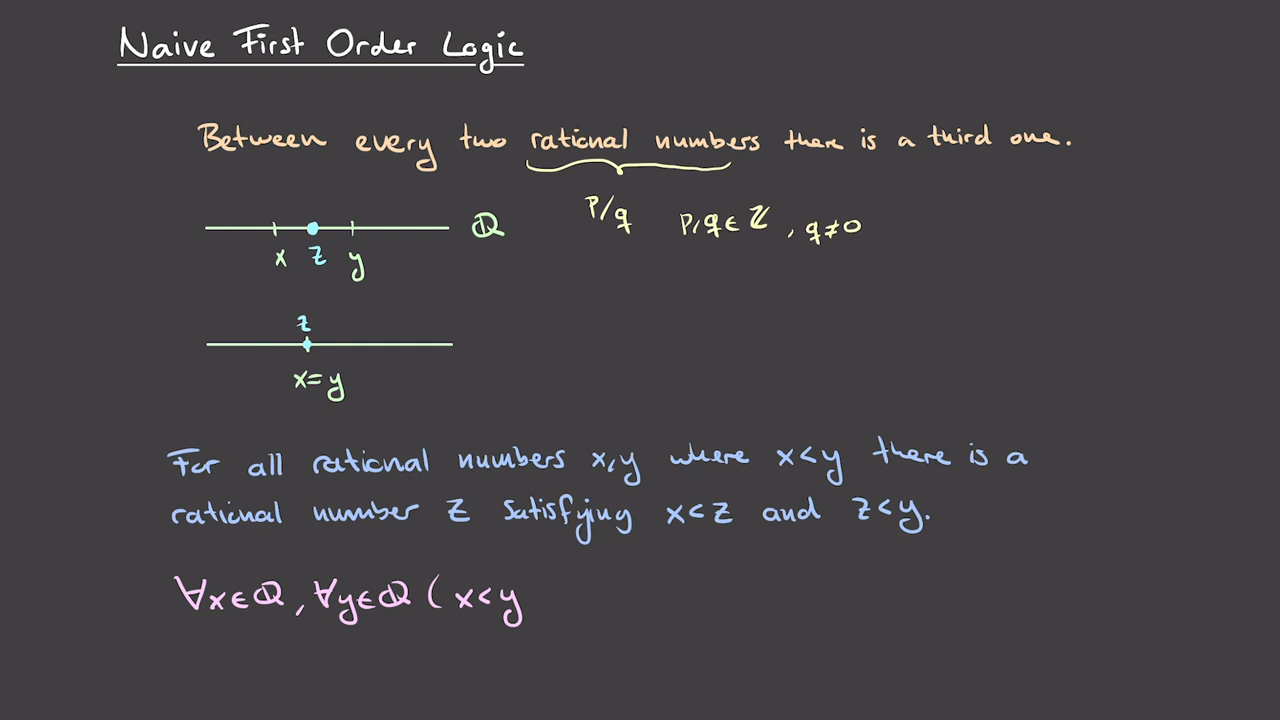 Naive First Order Logic
Between every two rational numbers there is a third one.
p/q p,q∈ℤ, q≠0
ℚ
x z y
z
x=y
For all rational numbers x,y where x<y there is a
rational number z satisfying x<z and z<y.
∀x∈ℚ, ∀y∈ℚ ( x<y